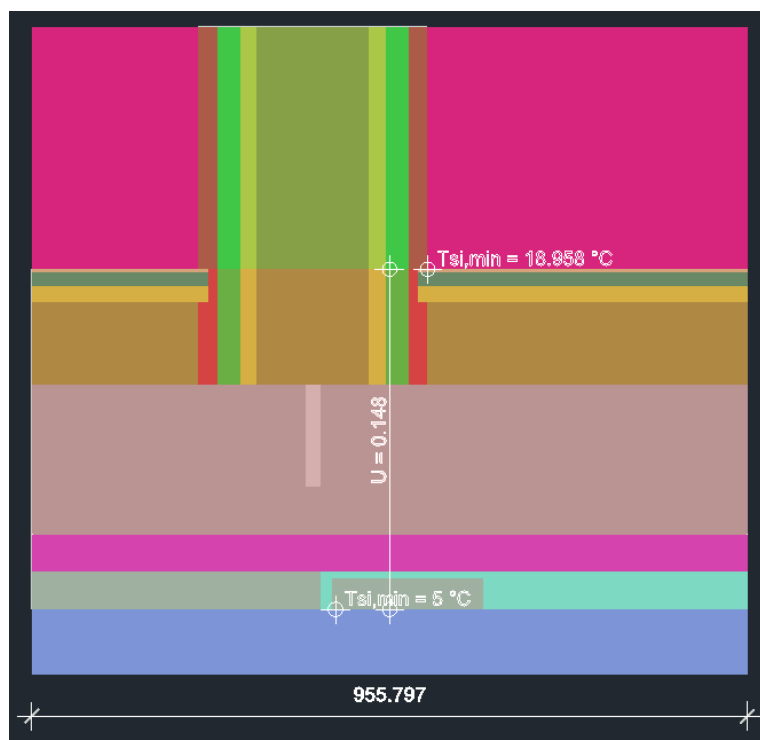 Tsi,min = 18.958 °C
U = 0.148
Tsi,min = 5 °C
955.797